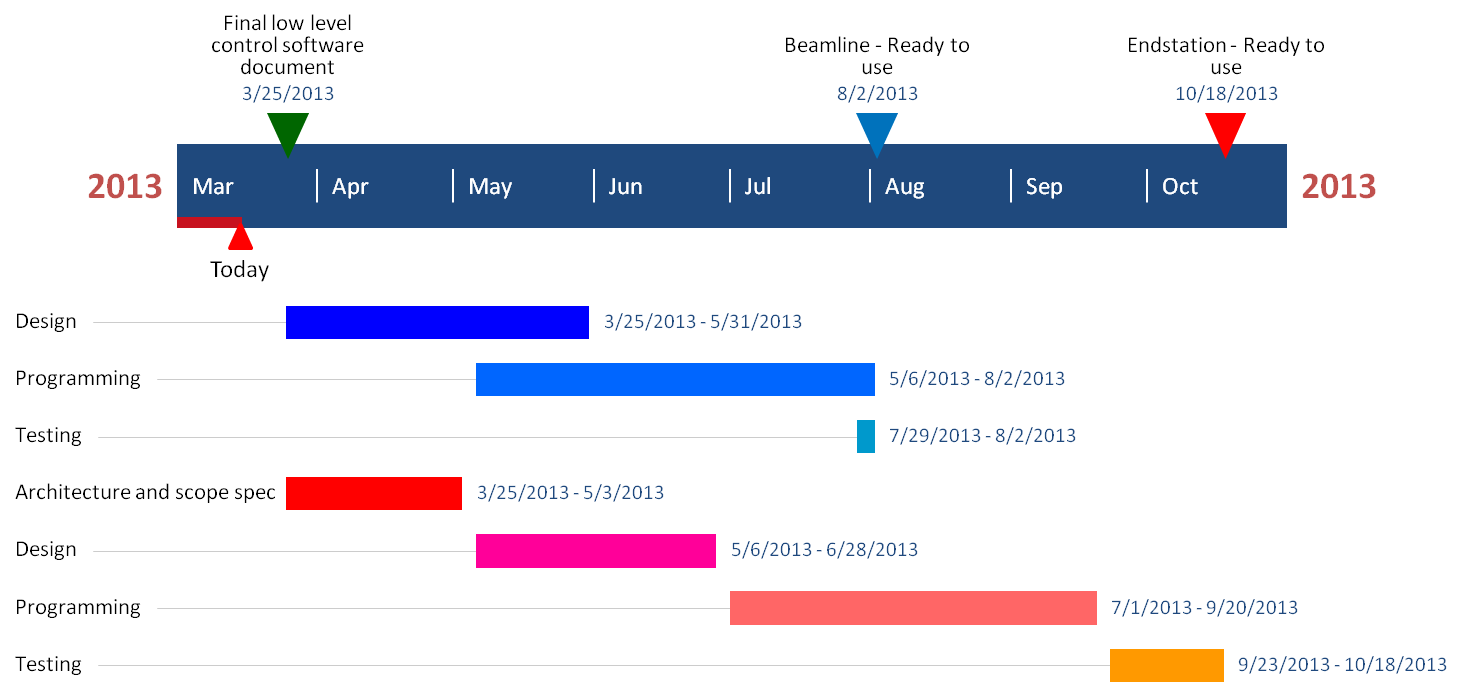 Final low level
control software
document
3/25/2013
Beamline - Ready to
use
8/2/2013
Endstation - Ready to
use
10/18/2013
2013 Mar Apr May Jun Jul Aug Sep Oct 2013
Today
Design 3/25/2013 - 5/31/2013
Programming 5/6/2013 - 8/2/2013
Testing 7/29/2013 - 8/2/2013
Architecture and scope spec 3/25/2013 - 5/3/2013
Design 5/6/2013 - 6/28/2013
Programming 7/1/2013 - 9/20/2013
Testing 9/23/2013 - 10/18/2013